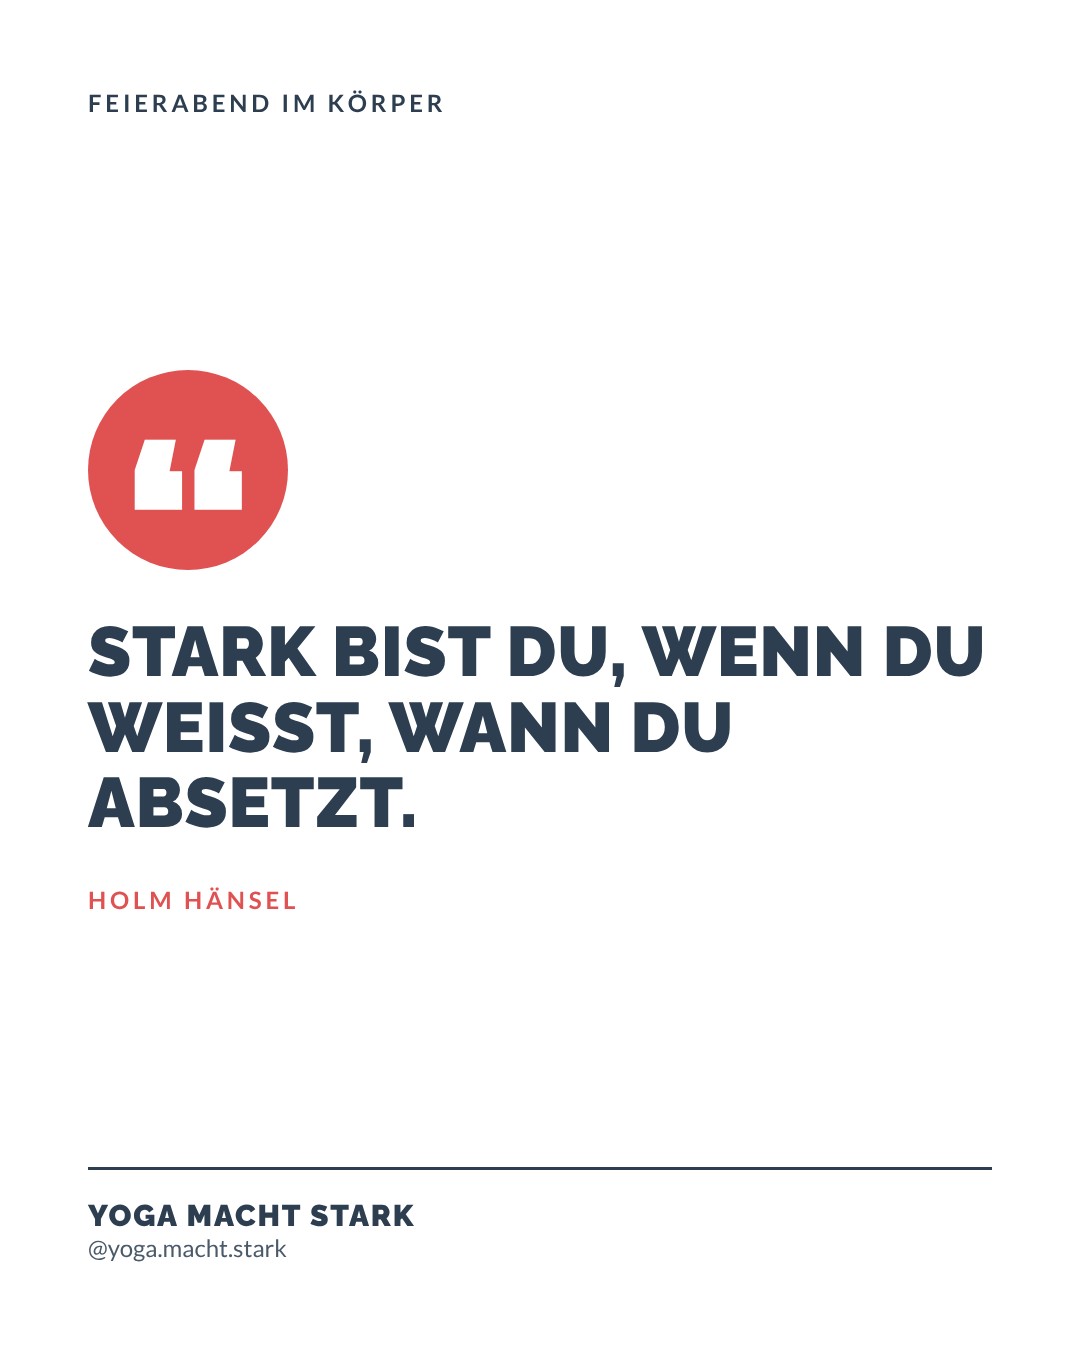 FEIERABEND IM KÖRPER
❝
STARK BIST DU, WENN DU
WEISST, WANN DU
ABSETZT.
HOLM HÄNSEL
YOGA MACHT STARK
@yoga.macht.stark